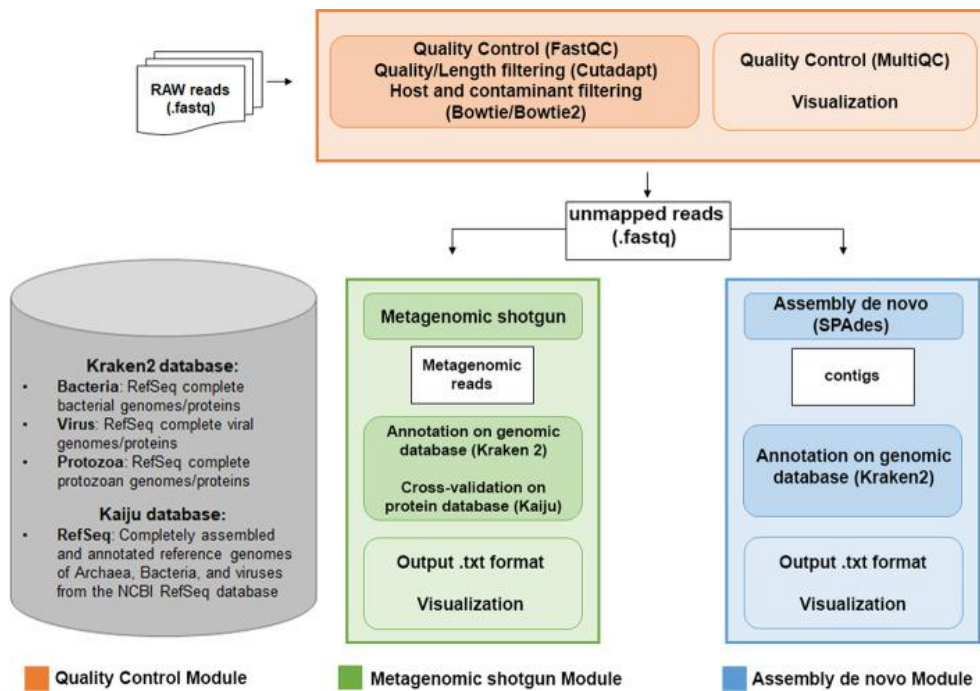 RAW reads
(.fastq)
Quality Control (FastQC)
Quality/Length filtering (Cutadapt)
Host and contaminant filtering
(Bowtie/Bowtie2)
Quality Control (MultiQC)
Visualization
unmapped reads
(.fastq)
Kraken2 database:
• Bacteria: RefSeq complete
bacterial genomes/proteins
• Virus: RefSeq complete viral
genomes/proteins
• Protozoa: RefSeq complete
protozoan genomes/proteins
Kaiju database:
• RefSeq: Completely assembled
and annotated reference genomes
of Archaea, Bacteria, and viruses
from the NCBI RefSeq database
Metagenomic shotgun
Metagenomic
reads
Annotation on genomic
database (Kraken 2)
Cross-validation on
protein database (Kaiju)
Output .txt format
Visualization
Assembly de novo
(SPAdes)
contigs
Annotation on genomic
database (Kraken2)
Output .txt format
Visualization
Quality Control Module
Metagenomic shotgun Module
Assembly de novo Module